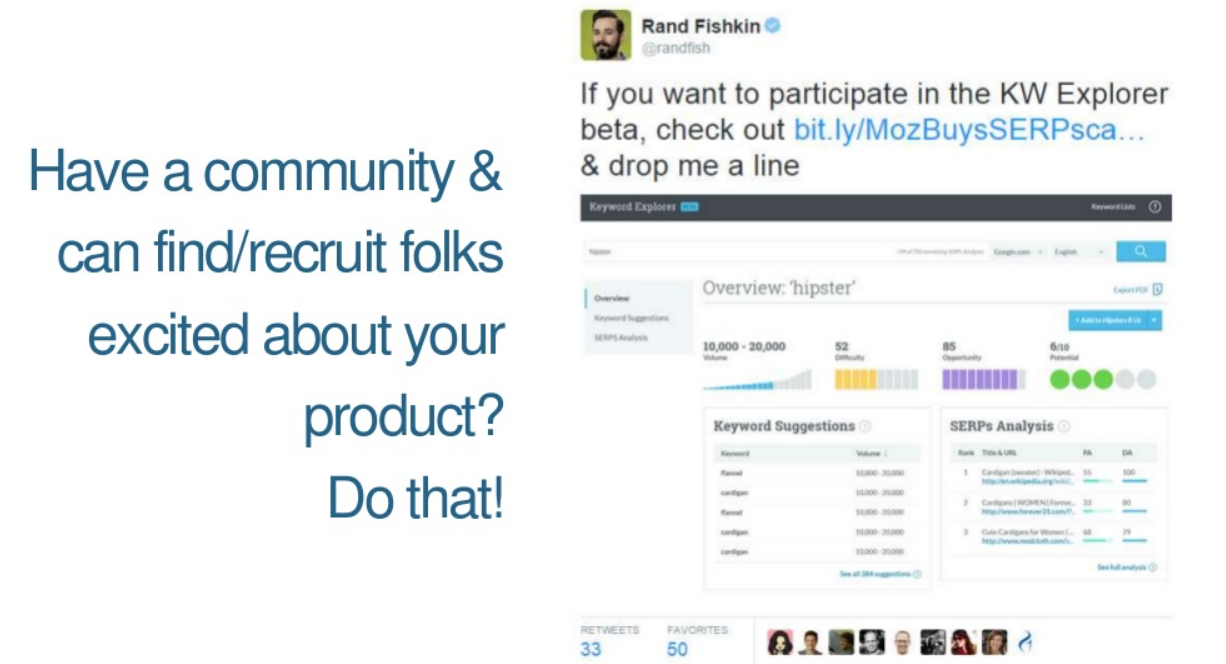 Have a community &
can find/recruit folks
excited about your
product?
Do that!
Rand Fishkin
@randfish
If you want to participate in the KW Explorer
beta, check out bit.ly/MozBuysSERPsca…
& drop me a line
Keyword Explorer
Keyword Lists
hipster
Google.com English
Overview
Keyword Suggestions
SERPS Analysis
Overview: 'hipster'
Export PDF
+ Add to Hipsters R Us
10,000 - 20,000
Volume
52
Difficulty
85
Opportunity
6/10
Potential
Keyword Suggestions
Keyword Volume
flannel 10,000 - 20,000
cardigan 10,000 - 20,000
flannel 10,000 - 20,000
cardigan 10,000 - 20,000
cardigan 10,000 - 20,000
See all 284 suggestions
SERPs Analysis
Rank Title & URL PA DA
1 Cardigan (sweater) - Wikiped... 55 100
http://en.wikipedia.org/wiki/...
2 Cardigans | WOMEN | Foreve... 33 80
http://www.forever21.com/f...
3 Cute Cardigans for Women | ... 68 79
http://www.modcloth.com/s...
See full analysis
RETWEETS
33
FAVORITES
50